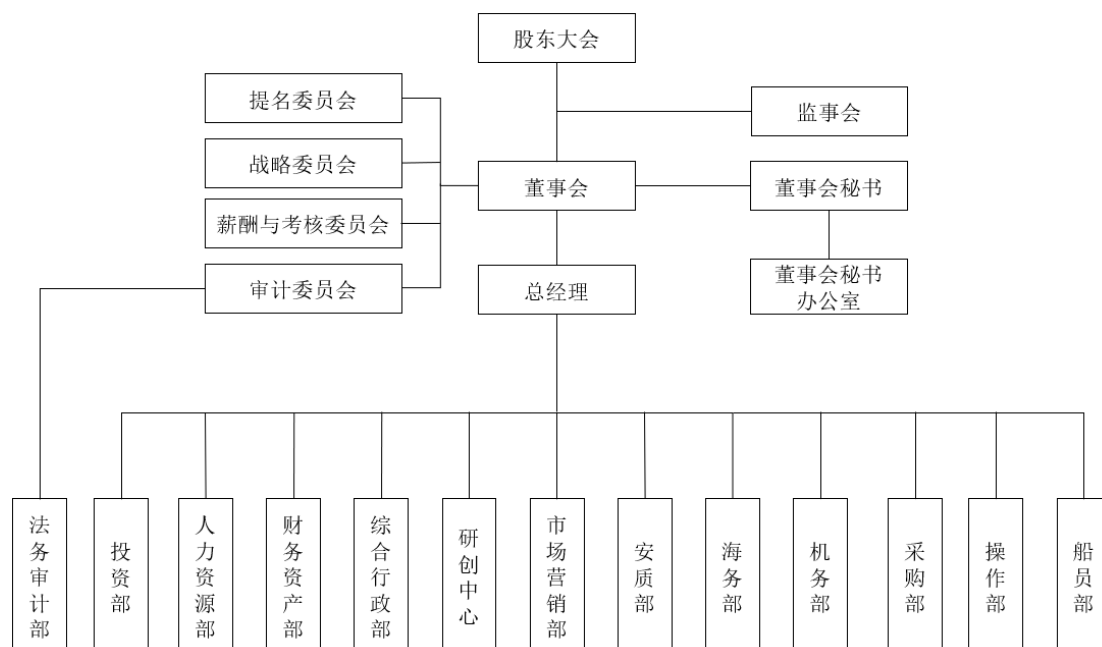 股东大会
提名委员会
监事会
战略委员会
董事会
董事会秘书
薪酬与考核委员会
审计委员会
总经理
董事会秘书
办公室
法务审计部
投资部
人力资源部
财务资产部
综合行政部
研创中心
市场营销部
安质部
海务部
机务部
采购部
操作部
船员部